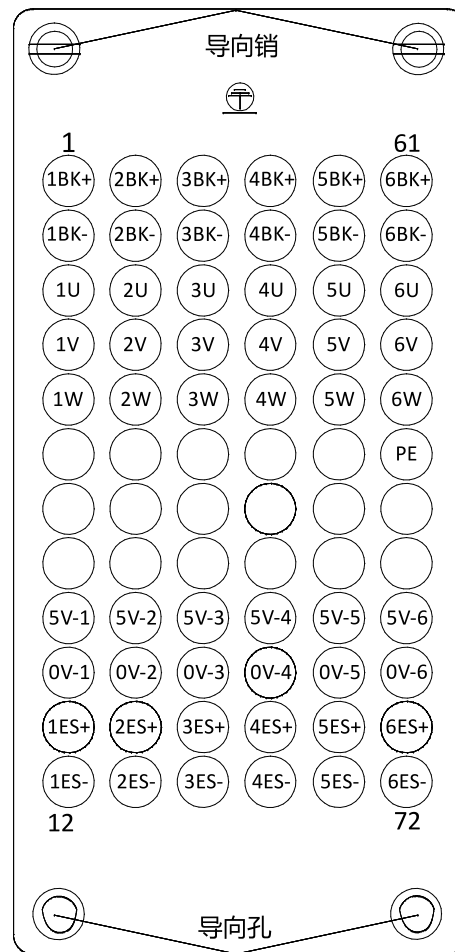 导向销
1 61
1BK+ 2BK+ 3BK+ 4BK+ 5BK+ 6BK+
1BK- 2BK- 3BK- 4BK- 5BK- 6BK-
1U 2U 3U 4U 5U 6U
1V 2V 3V 4V 5V 6V
1W 2W 3W 4W 5W 6W
PE
5V-1 5V-2 5V-3 5V-4 5V-5 5V-6
0V-1 0V-2 0V-3 0V-4 0V-5 0V-6
1ES+ 2ES+ 3ES+ 4ES+ 5ES+ 6ES+
1ES- 2ES- 3ES- 4ES- 5ES- 6ES-
12 72
导向孔